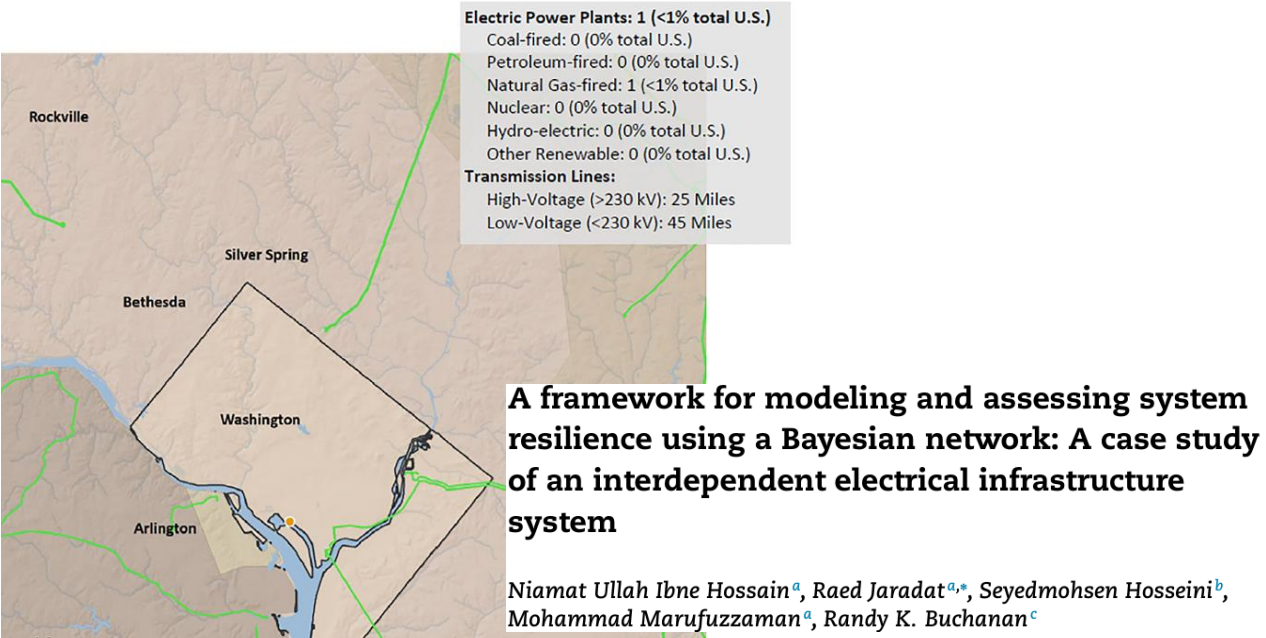 Electric Power Plants: 1 (<1% total U.S.)
Coal-fired: 0 (0% total U.S.)
Petroleum-fired: 0 (0% total U.S.)
Natural Gas-fired: 1 (<1% total U.S.)
Nuclear: 0 (0% total U.S.)
Hydro-electric: 0 (0% total U.S.)
Other Renewable: 0 (0% total U.S.)
Transmission Lines:
High-Voltage (>230 kV): 25 Miles
Low-Voltage (<230 kV): 45 Miles
Rockville
Silver Spring
Bethesda
Washington
Arlington
A framework for modeling and assessing system
resilience using a Bayesian network: A case study
of an interdependent electrical infrastructure
system
Niamat Ullah Ibne Hossain a, Raed Jaradat a,*, Seyedmohsen Hosseini b,
Mohammad Marufuzzaman a, Randy K. Buchanan c